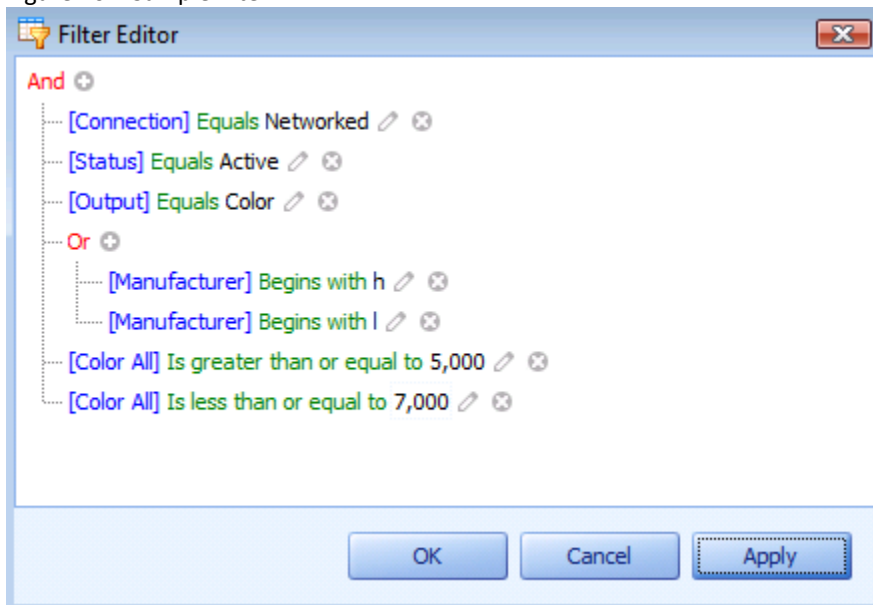 Filter Editor
And
[Connection] Equals Networked
[Status] Equals Active
[Output] Equals Color
Or
[Manufacturer] Begins with h
[Manufacturer] Begins with l
[Color All] Is greater than or equal to 5,000
[Color All] Is less than or equal to 7,000
OK Cancel Apply